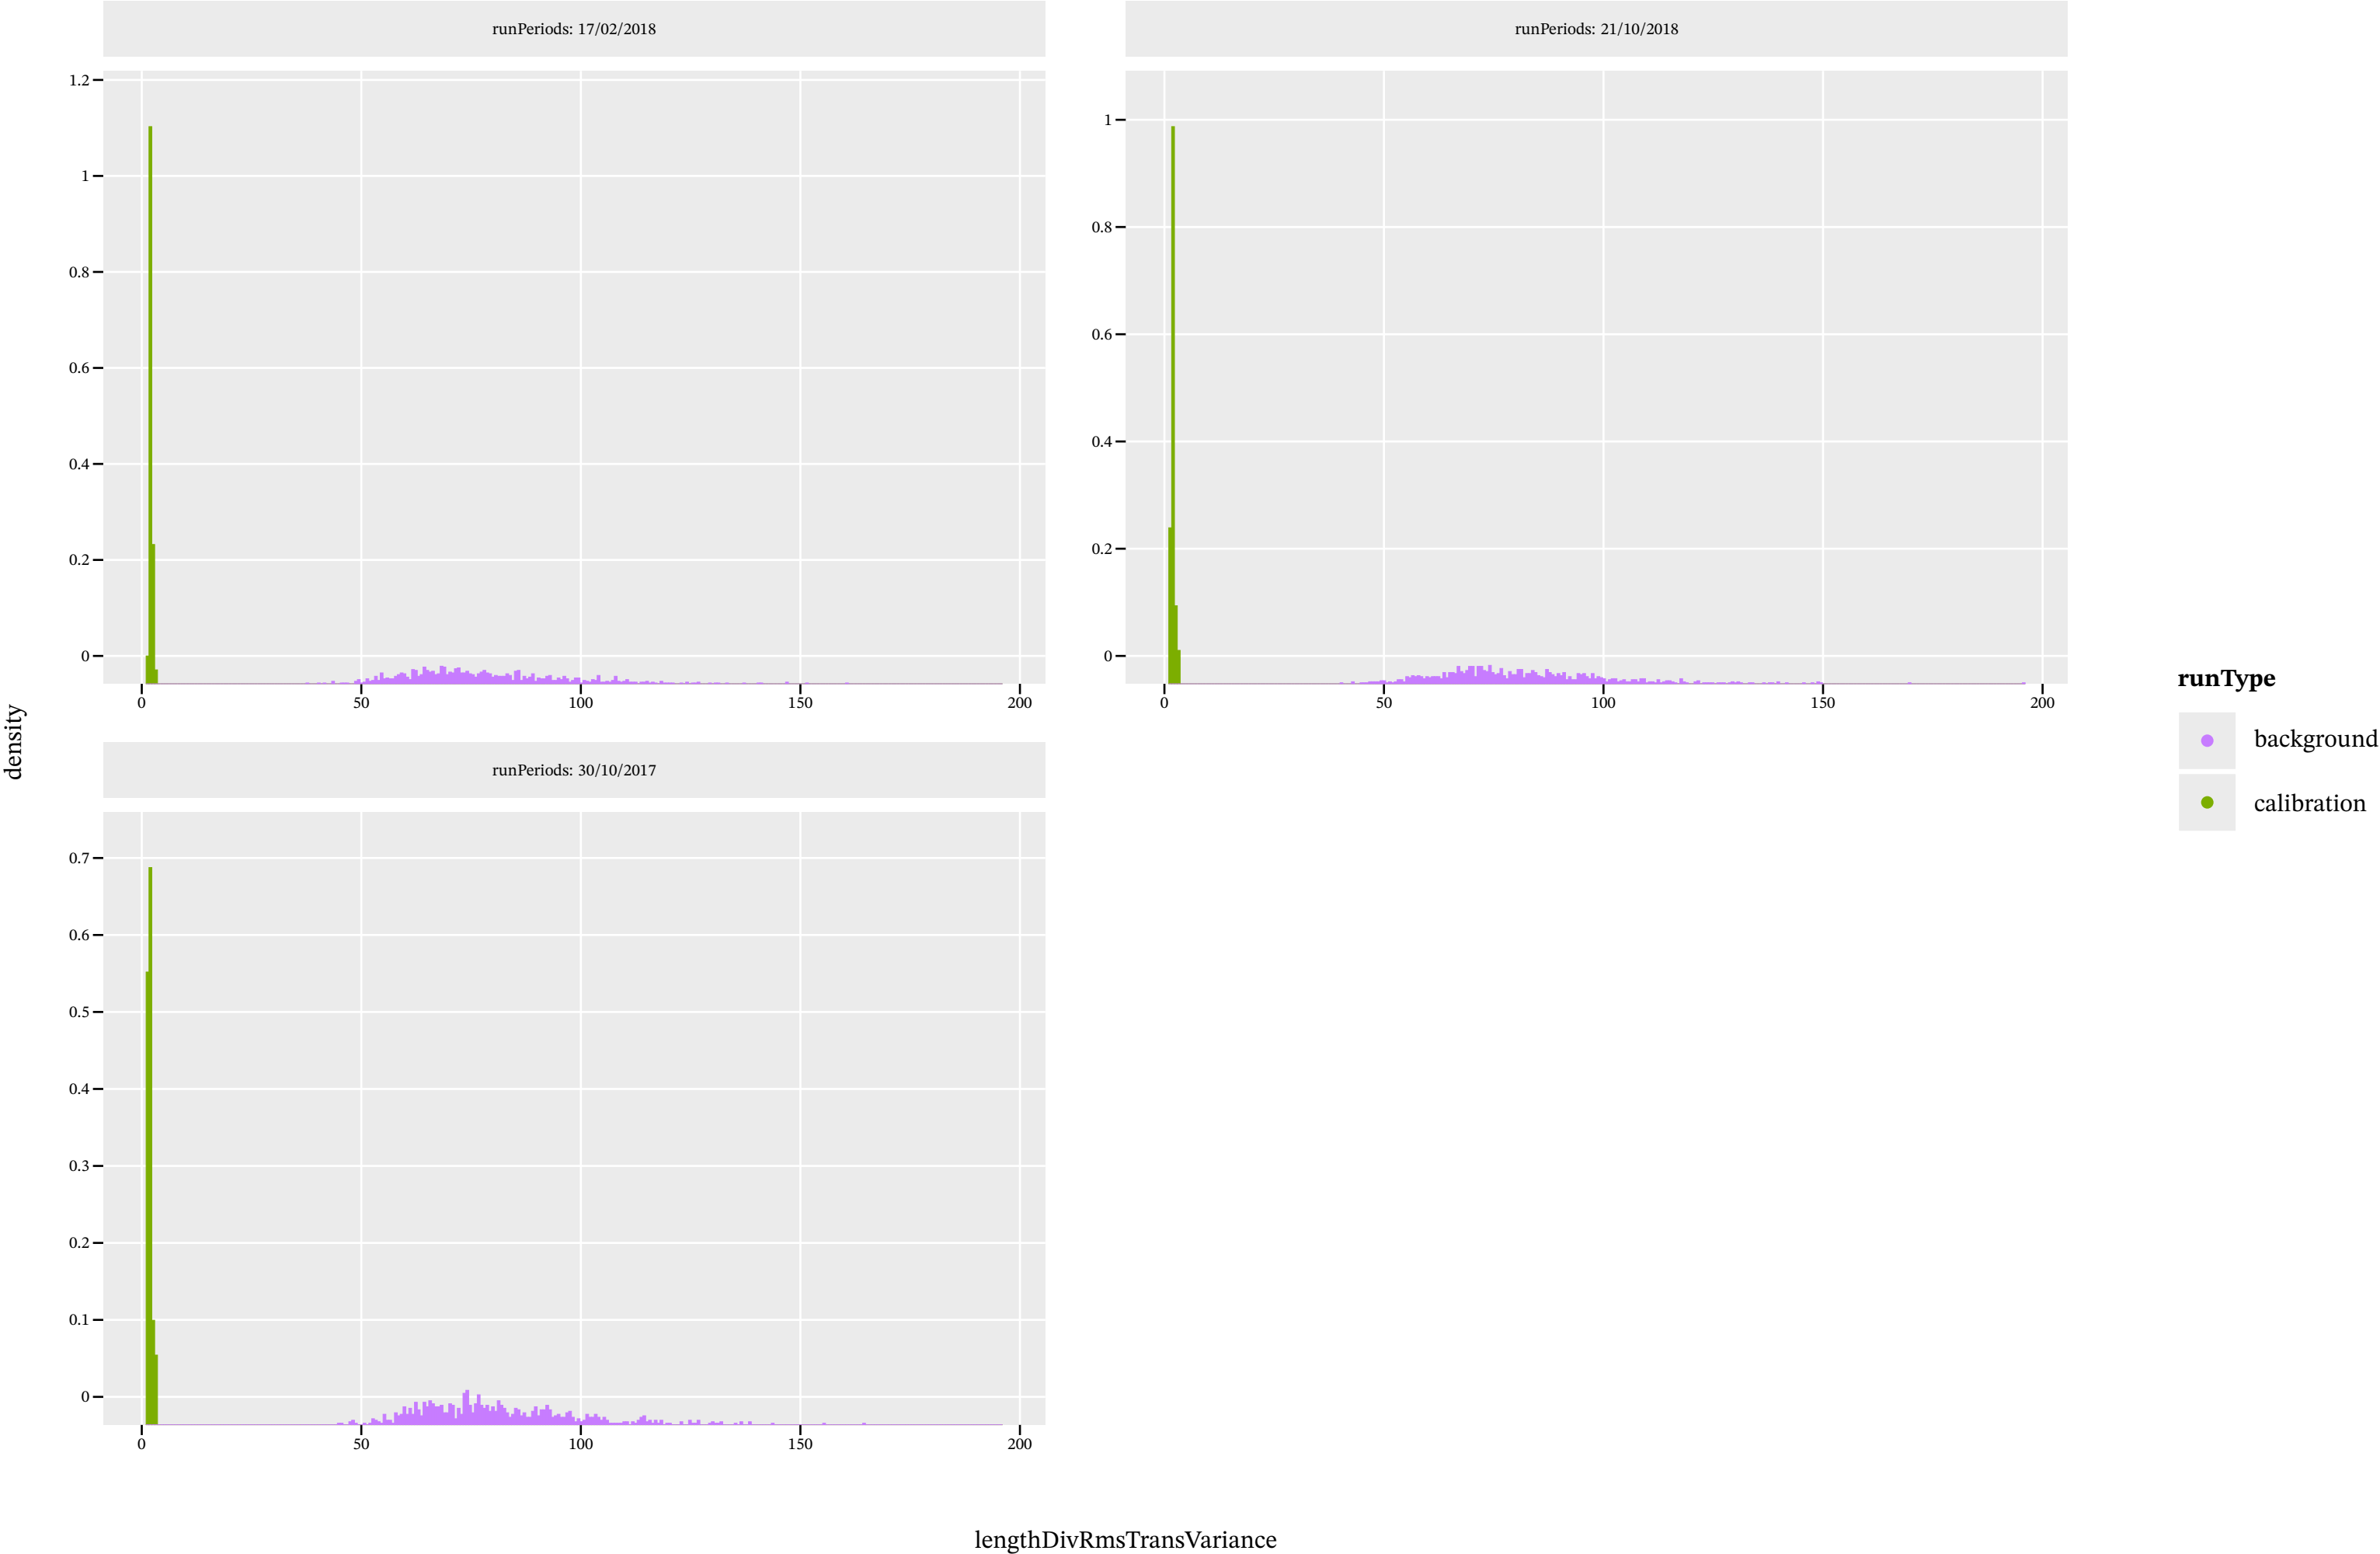 runPeriods: 17/02/2018
1.2
1
0.8
0.6
0.4
0.2
0
0 50 100 150 200
runPeriods: 21/10/2018
1
0.8
0.6
0.4
0.2
0
0 50 100 150 200
density
runPeriods: 30/10/2017
0.7
0.6
0.5
0.4
0.3
0.2
0.1
0
0 50 100 150 200
lengthDivRmsTransVariance
runType
background
calibration